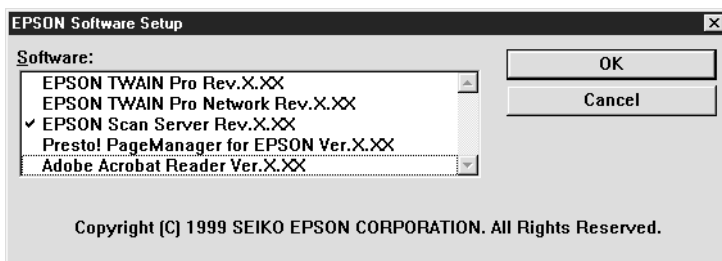 EPSON Software Setup
Software:
OK
EPSON TWAIN Pro Rev.X.XX
EPSON TWAIN Pro Network Rev.X.XX
Cancel
✔ EPSON Scan Server Rev.X.XX
Presto! PageManager for EPSON Ver.X.XX
Adobe Acrobat Reader Ver.X.XX
Copyright (C) 1999 SEIKO EPSON CORPORATION. All Rights Reserved.